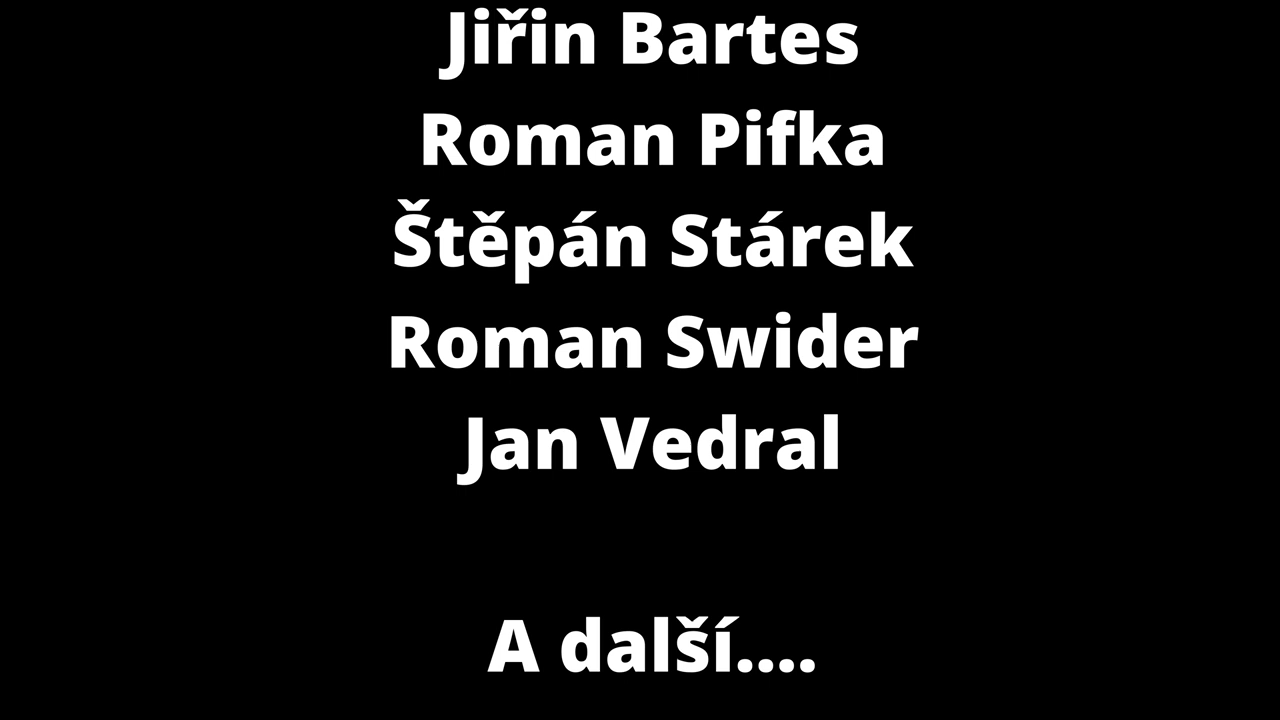 Jiřin Bartes
Roman Pifka
Štěpán Stárek
Roman Swider
Jan Vedral
A další....